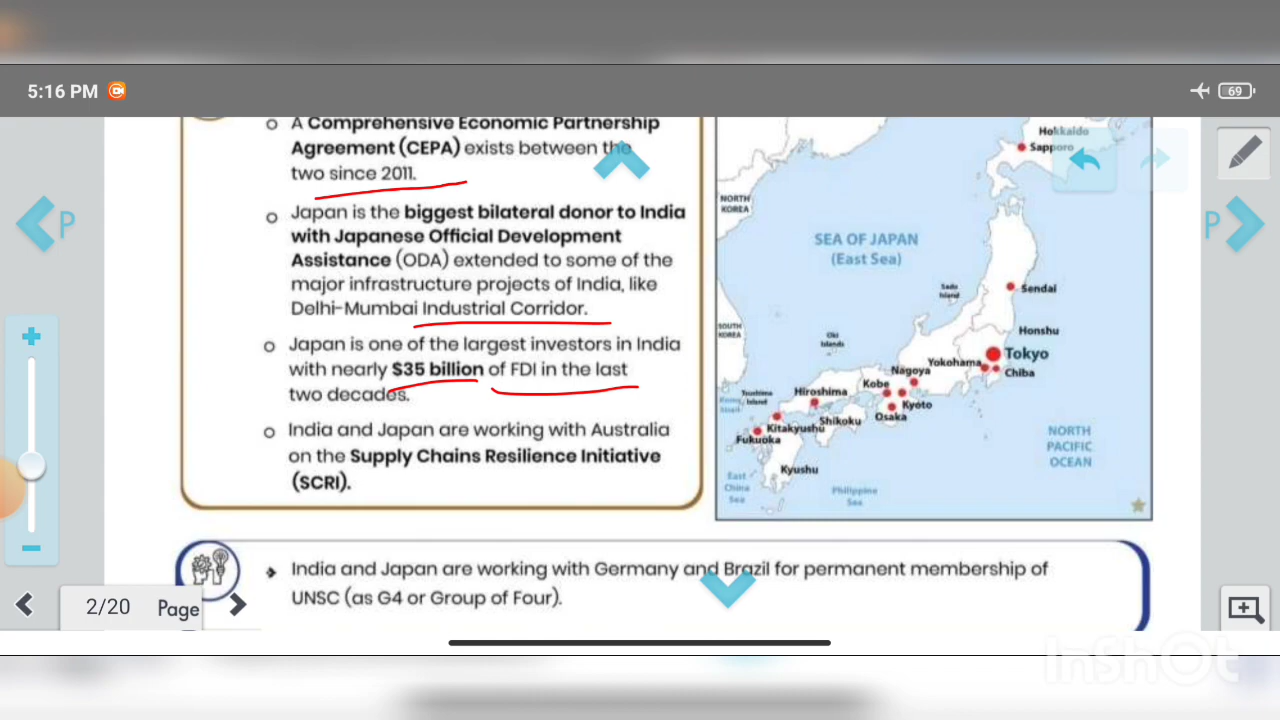 5:16 PM
69
A Comprehensive Economic Partnership
Agreement (CEPA) exists between the
two since 2011.
Japan is the biggest bilateral donor to India
with Japanese Official Development
Assistance (ODA) extended to some of the
major infrastructure projects of India, like
Delhi-Mumbai Industrial Corridor.
Japan is one of the largest investors in India
with nearly $35 billion of FDI in the last
two decades.
India and Japan are working with Australia
on the Supply Chains Resilience Initiative
(SCRI).
Hokkaido
Sapporo
NORTH
KOREA
SEA OF JAPAN
(East Sea)
Sado
Island
Sendai
SOUTH
KOREA
Oki
Islands
Honshu
Tokyo
Yokohama
Chiba
Nagoya
Kobe
Kyoto
Osaka
Hiroshima
Tsushima
Island
Shikoku
Kitakyushu
Fukuoka
Kyushu
NORTH
PACIFIC
OCEAN
East
China
Sea
Philippine
Sea
P
P
India and Japan are working with Germany and Brazil for permanent membership of
UNSC (as G4 or Group of Four).
2/20 Page
InShOt